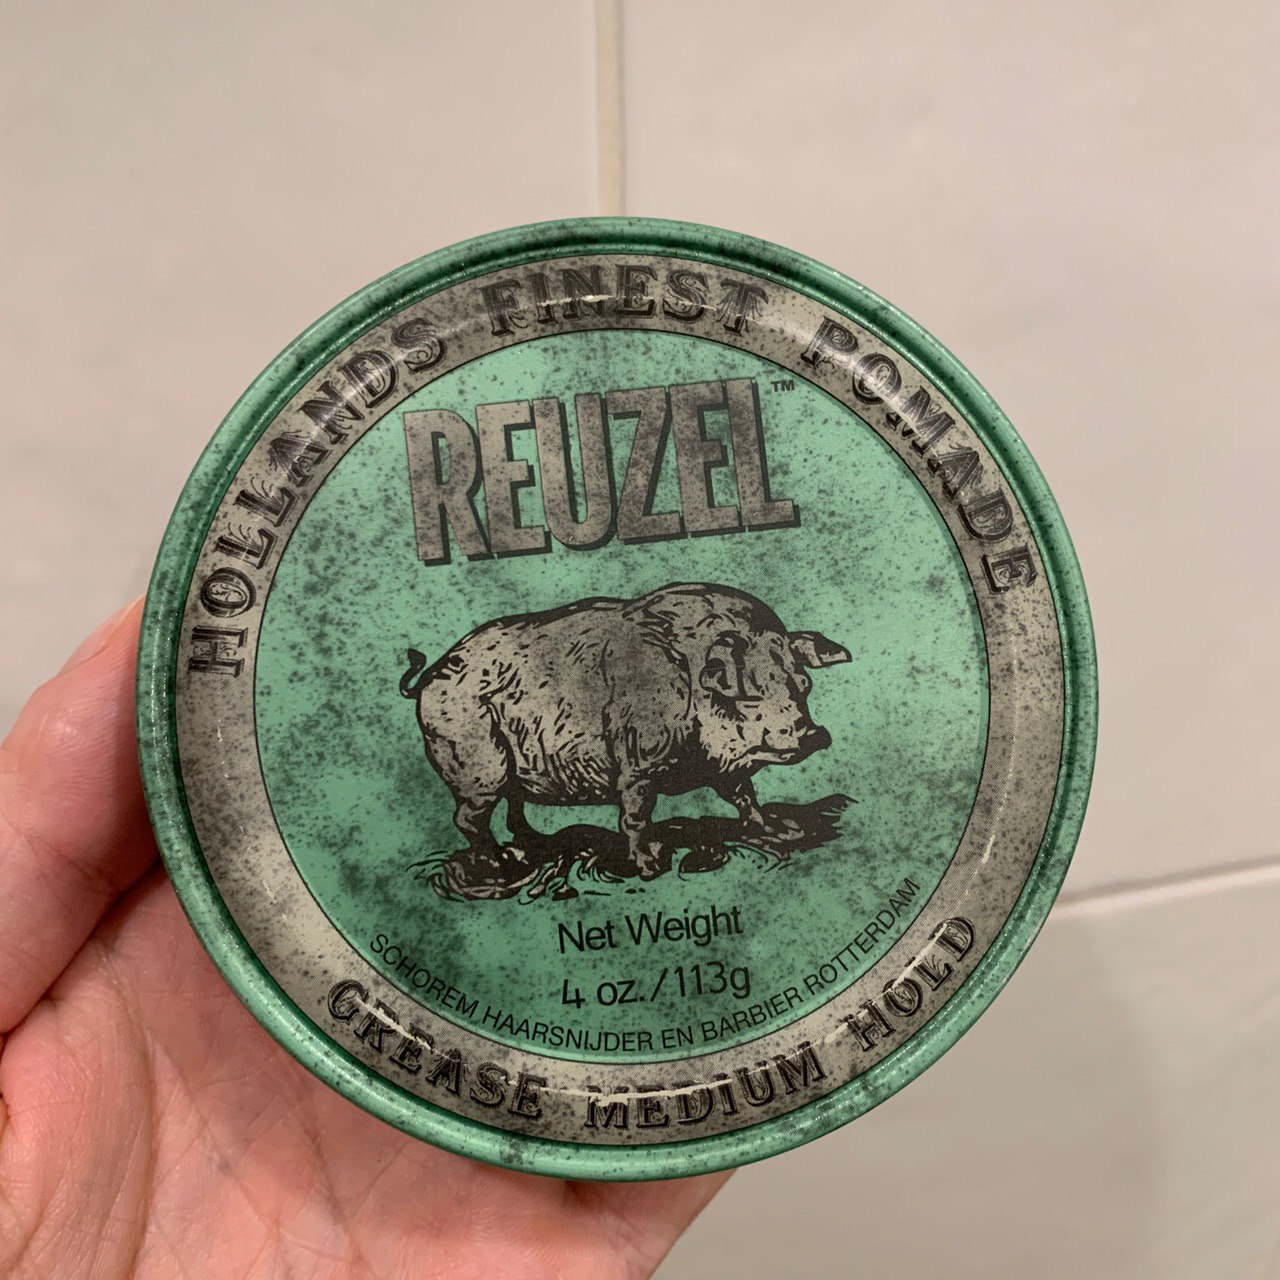 HOLLANDS FINEST POMADE
REUZEL™
Net Weight
4 oz./113g
SCHOREM HAARSNIJDER EN BARBIER ROTTERDAM
GREASE MEDIUM HOLD